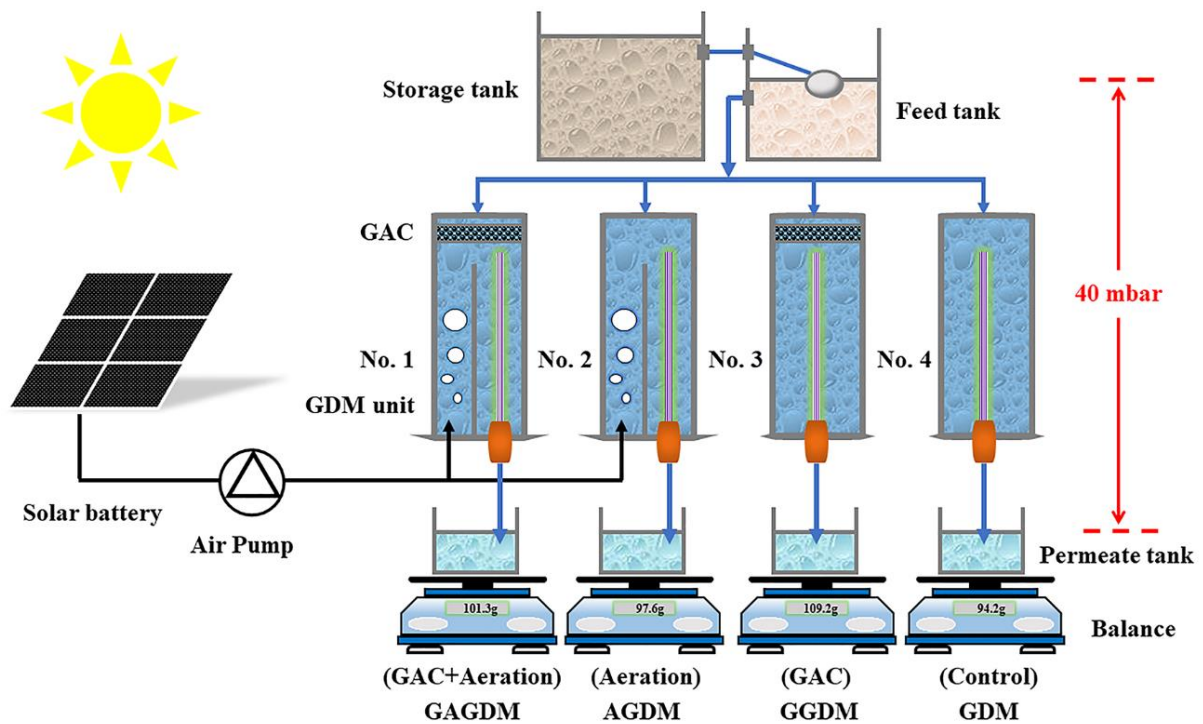 Storage tank
Feed tank
GAC
40 mbar
No. 1
No. 2
No. 3
No. 4
GDM unit
Solar battery
Air Pump
Permeate tank
101.3g
97.6g
109.2g
94.2g
Balance
(GAC+Aeration)
(Aeration)
(GAC)
(Control)
GAGDM
AGDM
GGDM
GDM